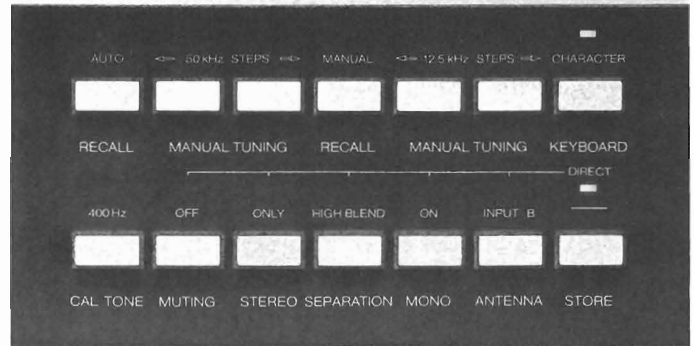 AUTO 50 kHz STEPS MANUAL 12.5 kHz STEPS CHARACTER
RECALL MANUAL TUNING RECALL MANUAL TUNING KEYBOARD
DIRECT
400 Hz OFF ONLY HIGH BLEND ON INPUT B
CAL TONE MUTING STEREO SEPARATION MONO ANTENNA STORE